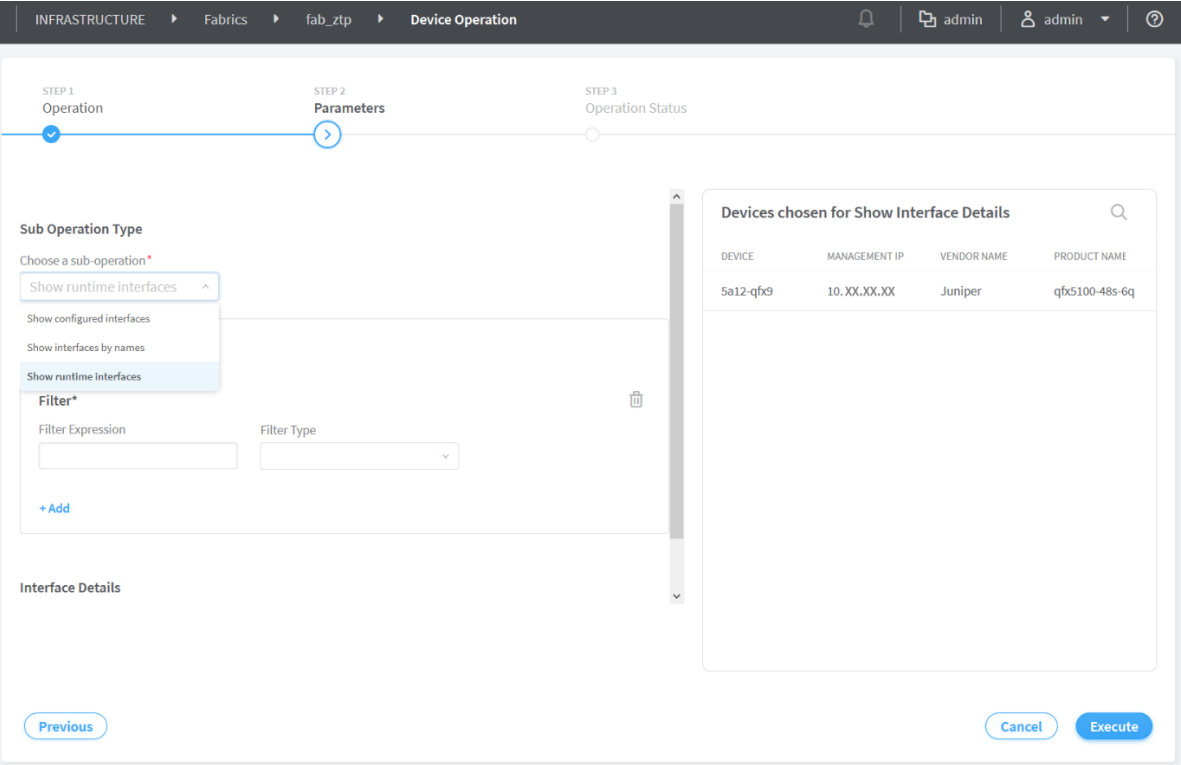 INFRASTRUCTURE Fabrics fab_ztp Device Operation admin admin
STEP 1
Operation
STEP 2
Parameters
STEP 3
Operation Status
Sub Operation Type
Choose a sub-operation*
Show runtime interfaces
Show configured interfaces
Show interfaces by names
Show runtime interfaces
Filter*
Filter Expression Filter Type
+ Add
Interface Details
Devices chosen for Show Interface Details
DEVICE MANAGEMENT IP VENDOR NAME PRODUCT NAME
5a12-qfx9 10.XX.XX.XX Juniper qfx5100-48s-6q
Previous Cancel Execute